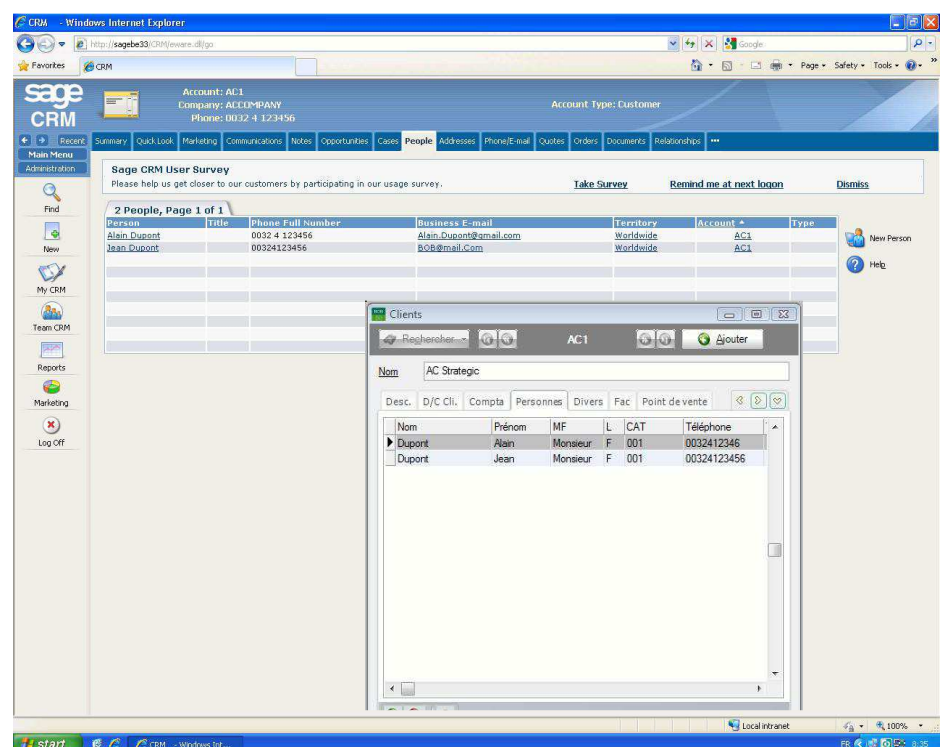 CRM - Windows Internet Explorer
http://sagebe33/CRM/eware.dll/go
Google
Favorites CRM
Page Safety Tools
sage CRM
Account: AC1
Company: ACCOMPANY
Phone: 0032 4 123456
Account Type: Customer
Recent Summary Quick Look Marketing Communications Notes Opportunities Cases People Addresses Phone/E-mail Quotes Orders Documents Relationships •••
Main Menu
Administration
Find
New
My CRM
Team CRM
Reports
Marketing
Log Off
Sage CRM User Survey
Please help us get closer to our customers by participating in our usage survey. Take Survey Remind me at next logon Dismiss
2 People, Page 1 of 1
Person Title Phone Full Number Business E-mail Territory Account Type
Alain Dupont 0032 4 123456 Alain.Dupont@gmail.com Worldwide AC1
Jean Dupont 00324123456 BOB@mail.Com Worldwide AC1
New Person
Help
Clients
Rechercher AC1 Ajouter
Nom AC Strategic
Desc. D/C Cli. Compta Personnes Divers Fac Point de vente
Nom Prénom MF L CAT Téléphone
Dupont Alain Monsieur F 001 0032412346
Dupont Jean Monsieur F 001 00324123456
Local intranet 100%
start CRM - Windows Int... FR 8:35